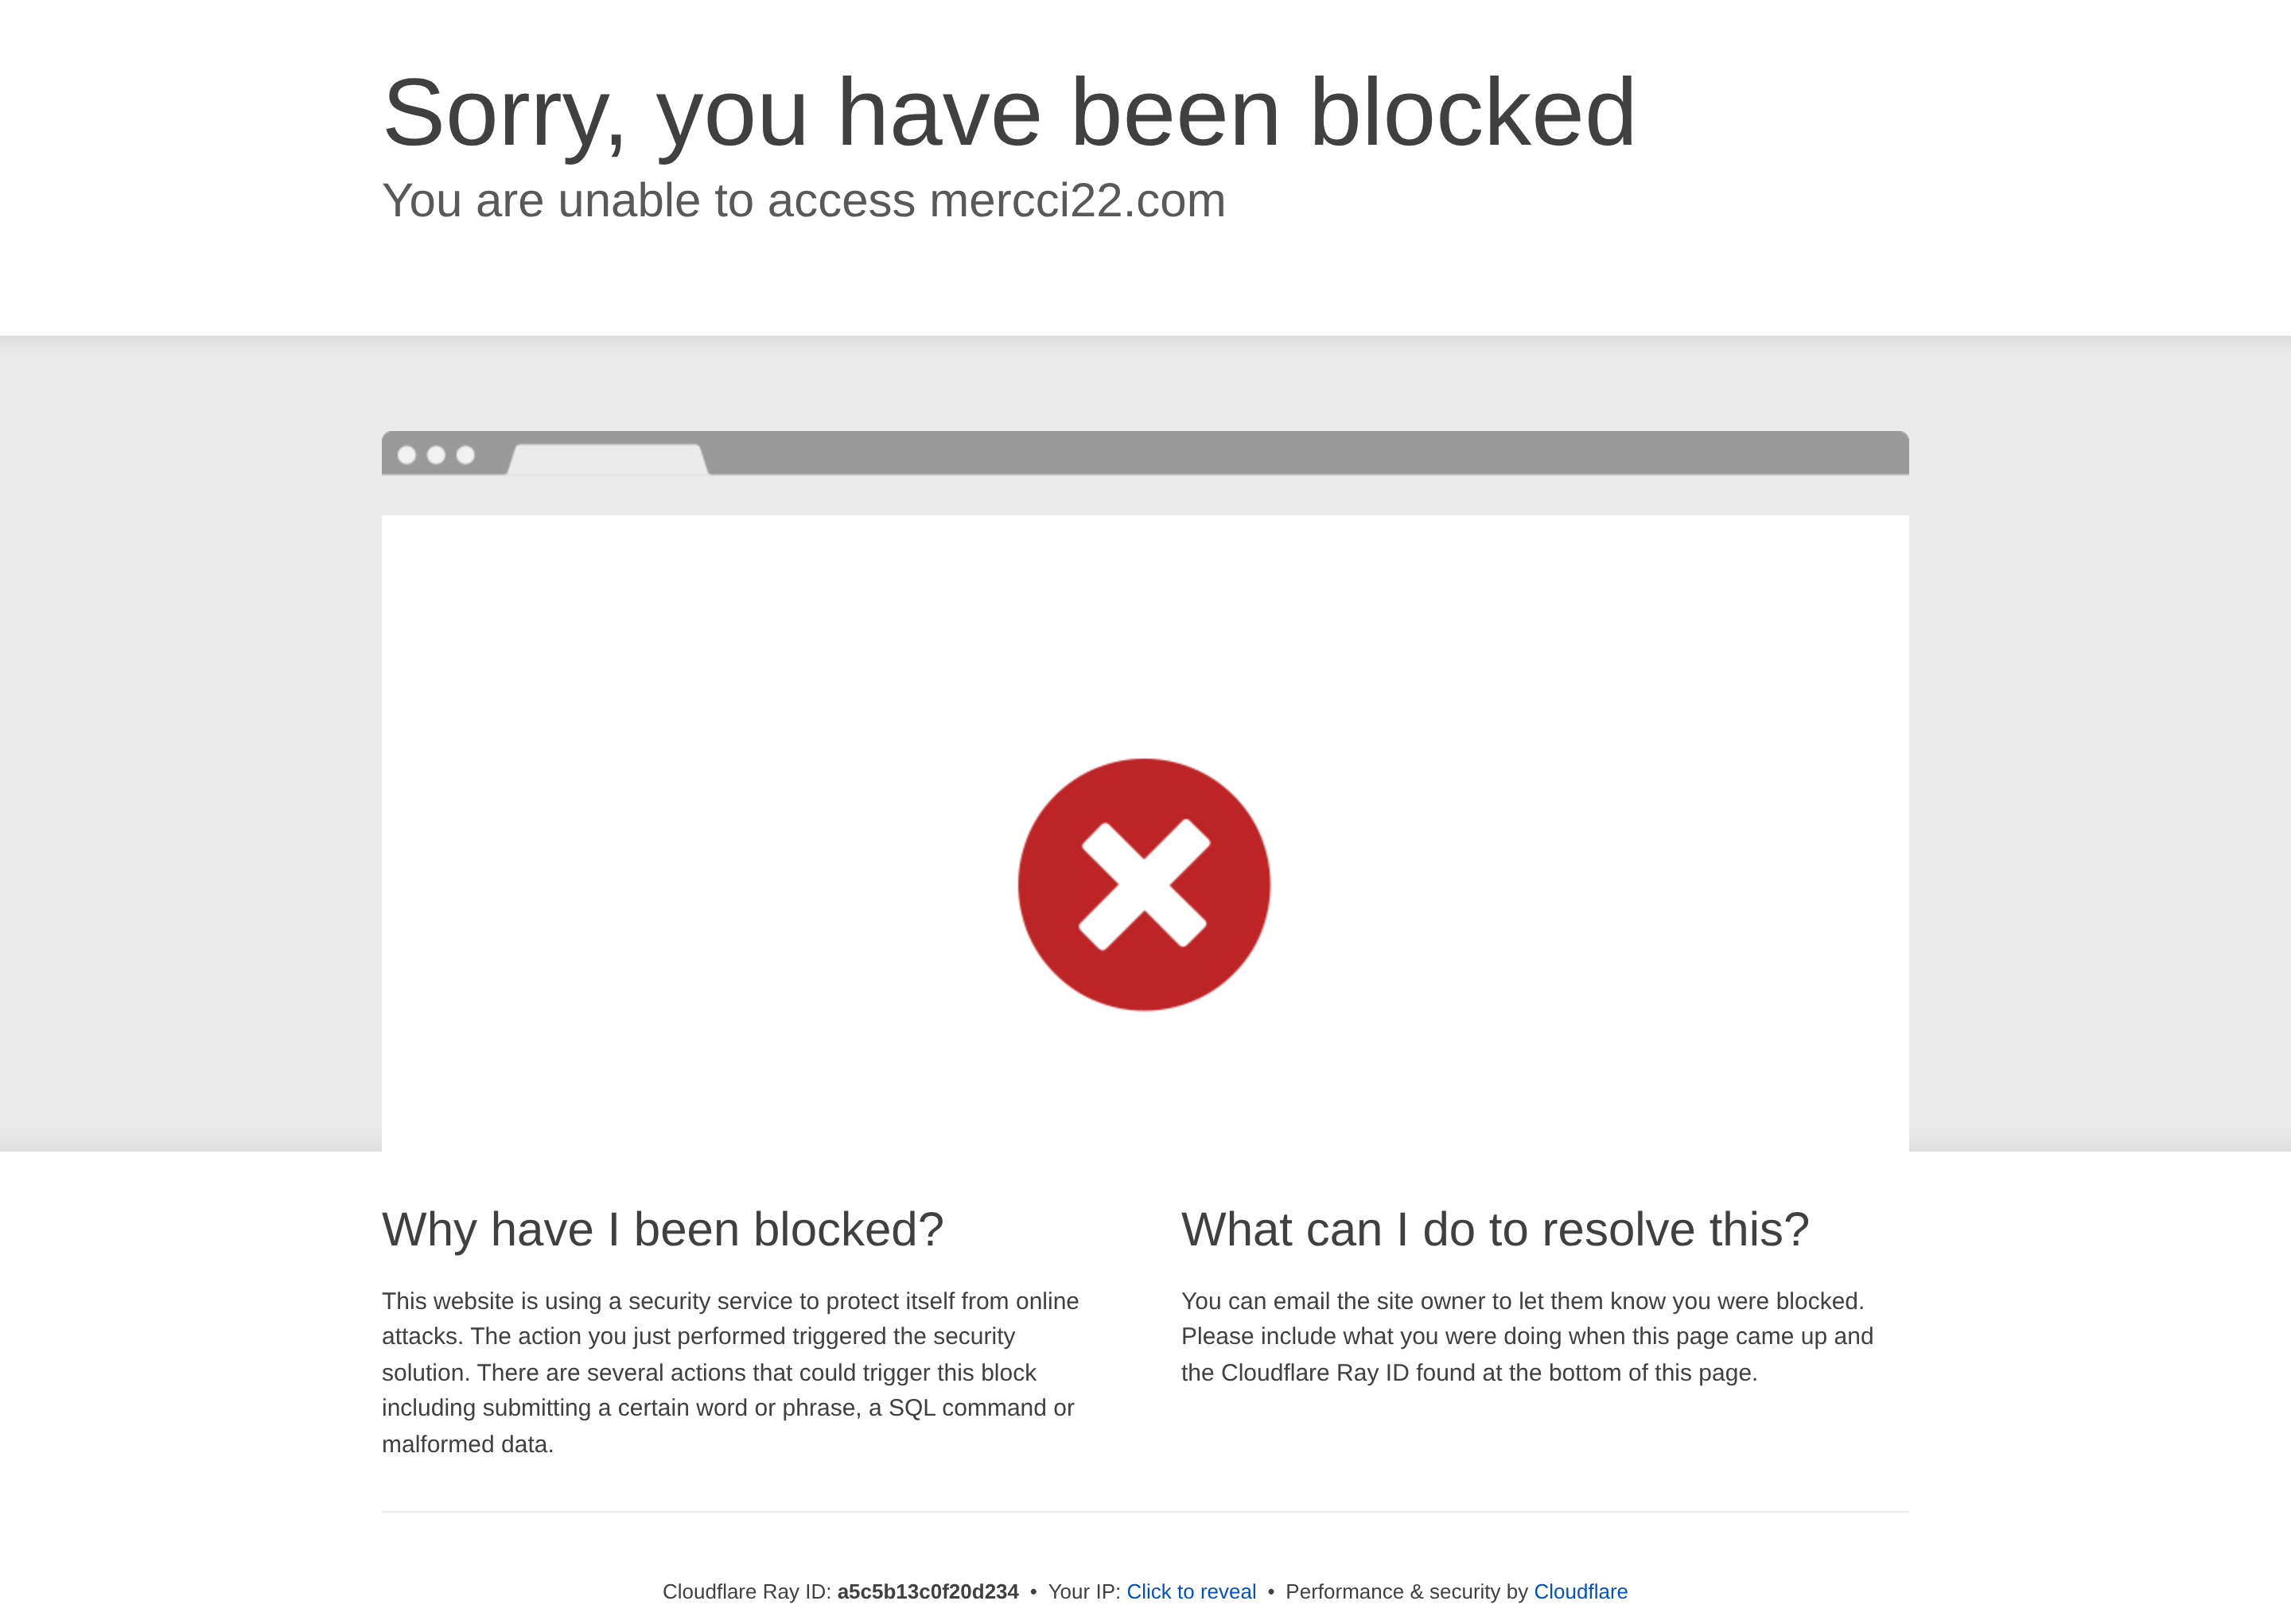 Sorry, you have been blocked
You are unable to access mercci22.com
Why have I been blocked?
This website is using a security service to protect itself from online
attacks. The action you just performed triggered the security
solution. There are several actions that could trigger this block
including submitting a certain word or phrase, a SQL command or
malformed data.
What can I do to resolve this?
You can email the site owner to let them know you were blocked.
Please include what you were doing when this page came up and
the Cloudflare Ray ID found at the bottom of this page.
Cloudflare Ray ID: a5c5b13c0f20d234 • Your IP: Click to reveal • Performance & security by Cloudflare